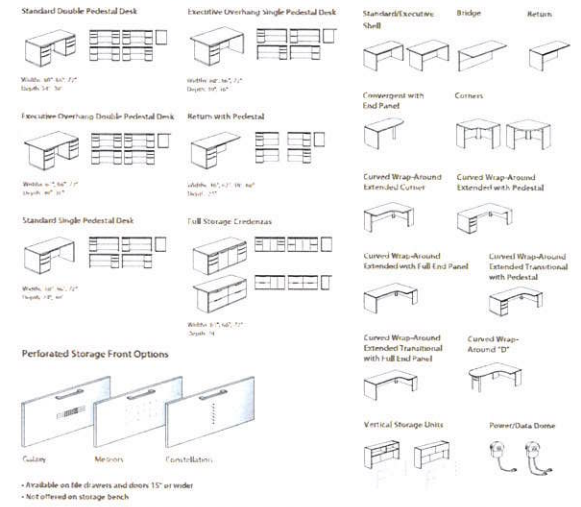 Standard Double Pedestal Desk
Executive Overhang Single Pedestal Desk
Executive Overhang Double Pedestal Desk
Return with Pedestal
Standard Single Pedestal Desk
Full Storage Credenzas
Perforated Storage Front Options
Galaxy
Meteors
Constellation
• Available on file drawers and doors 15" or wider
• Not offered on storage bench
Standard/Executive
Shell
Bridge
Return
Convergent with
End Panel
Corners
Curved Wrap-Around
Extended Corner
Curved Wrap-Around
Extended with Pedestal
Curved Wrap-Around
Extended with Full End Panel
Curved Wrap-Around
Extended Transitional
with Pedestal
Curved Wrap-Around
Extended Transitional
with Full End Panel
Curved Wrap-
Around "D"
Vertical Storage Units
Power/Data Dome